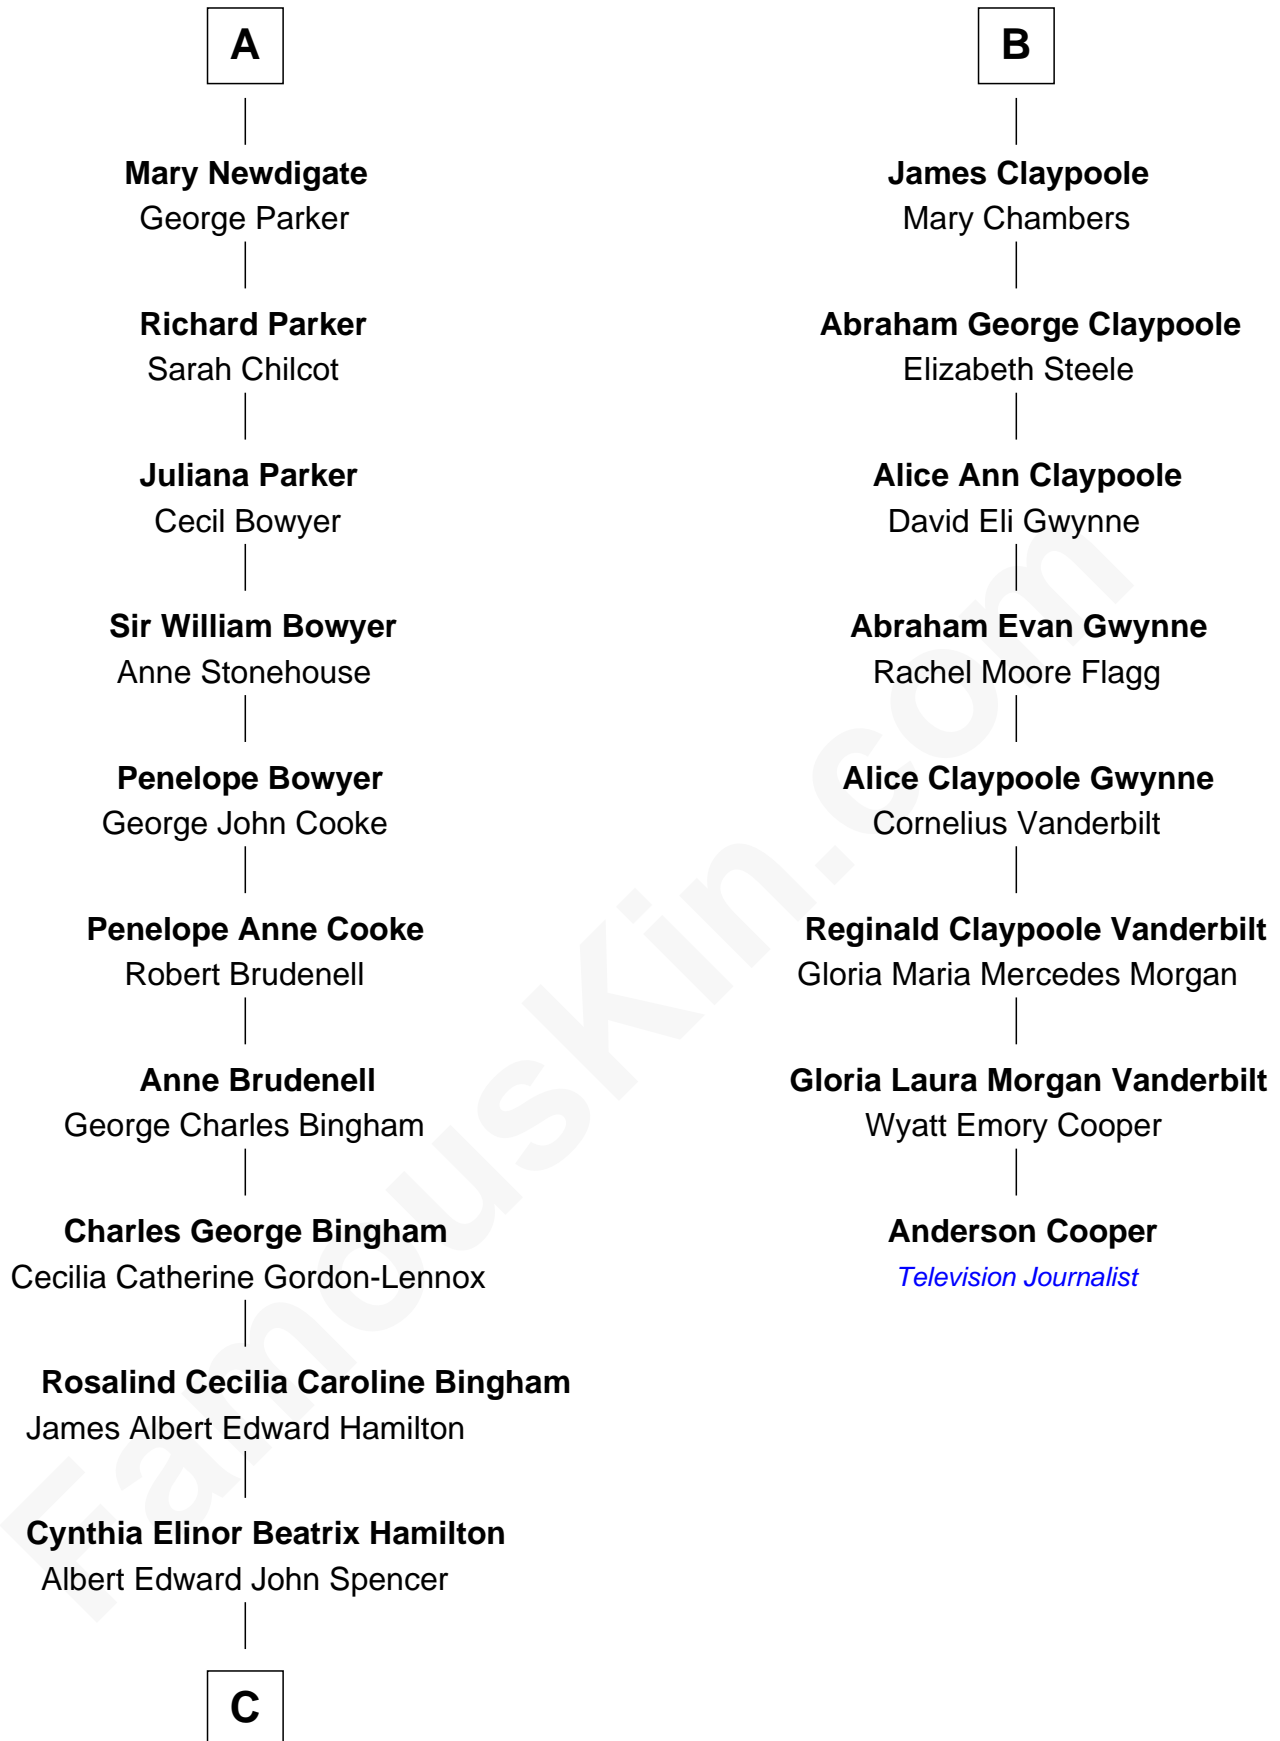 A
Mary Newdigate
George Parker
Richard Parker
Sarah Chilcot
Juliana Parker
Cecil Bowyer
Sir William Bowyer
Anne Stonehouse
Penelope Bowyer
George John Cooke
Penelope Anne Cooke
Robert Brudenell
Anne Brudenell
George Charles Bingham
Charles George Bingham
Cecilia Catherine Gordon-Lennox
Rosalind Cecilia Caroline Bingham
James Albert Edward Hamilton
Cynthia Elinor Beatrix Hamilton
Albert Edward John Spencer
C
B
James Claypoole
Mary Chambers
Abraham George Claypoole
Elizabeth Steele
Alice Ann Claypoole
David Eli Gwynne
Abraham Evan Gwynne
Rachel Moore Flagg
Alice Claypoole Gwynne
Cornelius Vanderbilt
Reginald Claypoole Vanderbilt
Gloria Maria Mercedes Morgan
Gloria Laura Morgan Vanderbilt
Wyatt Emory Cooper
Anderson Cooper
Television Journalist
FamousKin.com